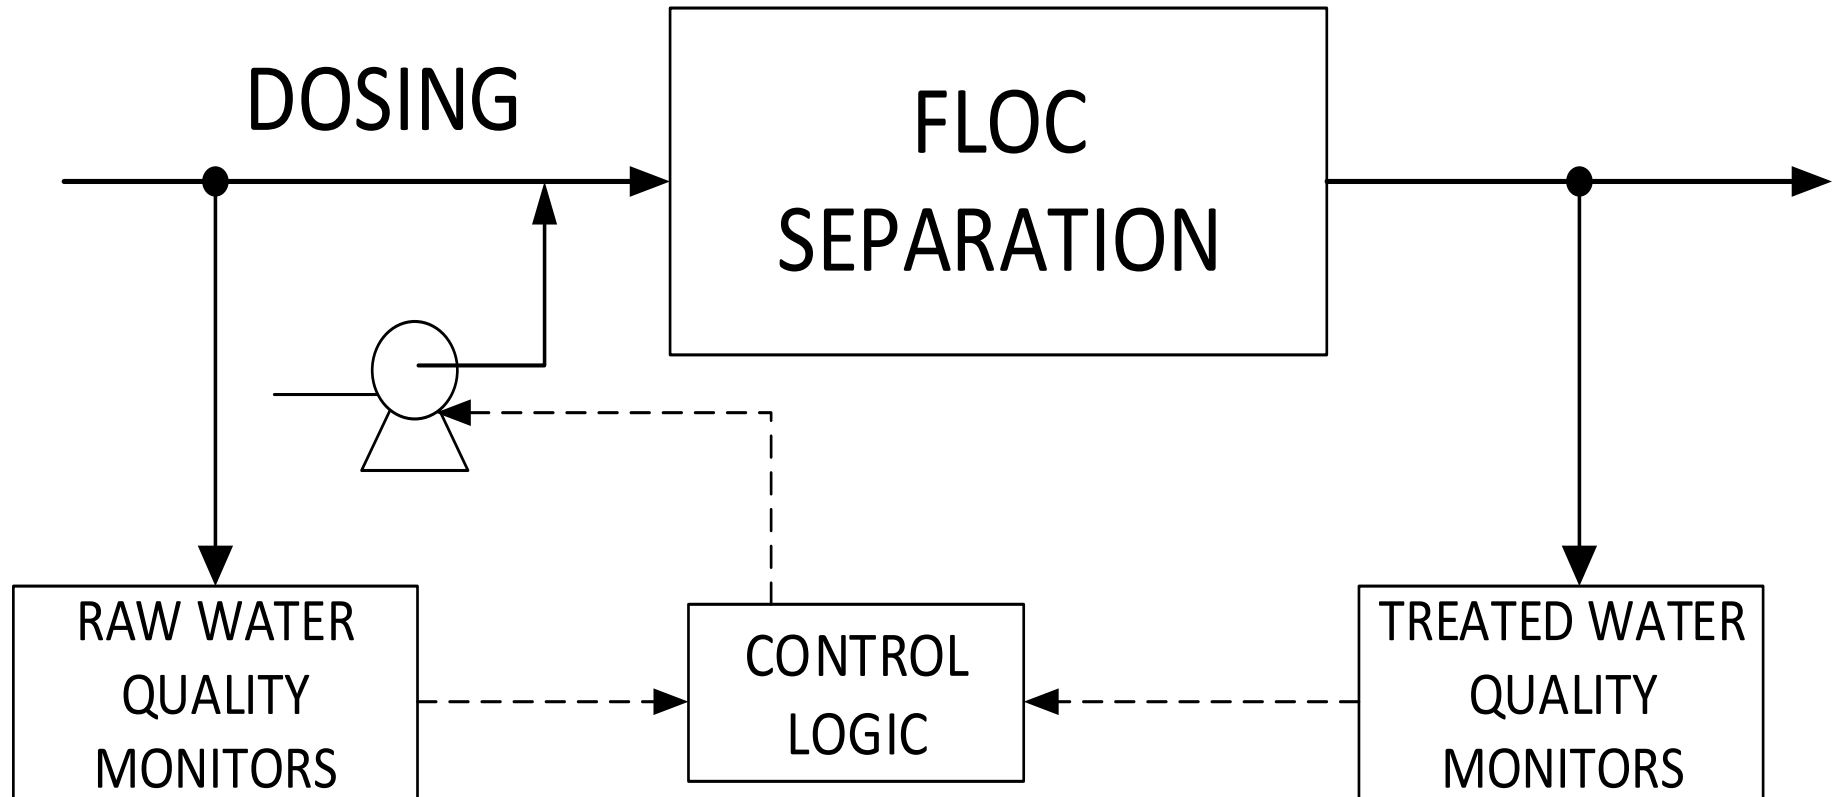 DOSING
FLOC
SEPARATION
RAW WATER
QUALITY
MONITORS
CONTROL
LOGIC
TREATED WATER
QUALITY
MONITORS